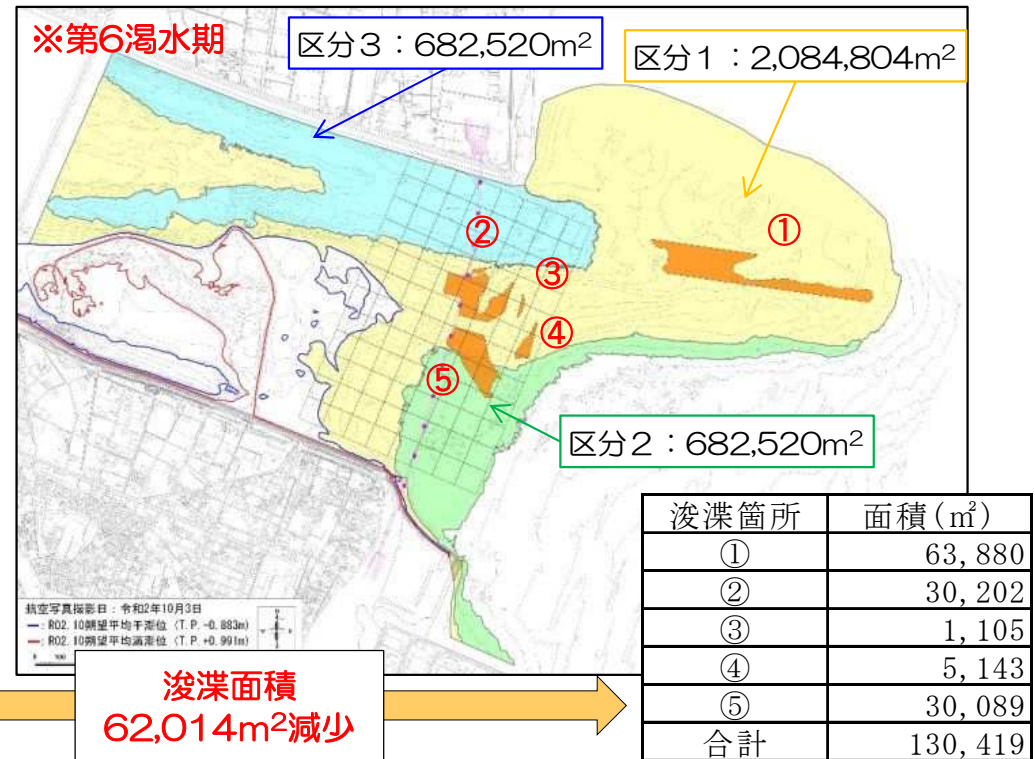 ※第6渇水期
区分3：682,520m²
区分1：2,084,804m²
①
②
③
④
⑤
区分2：682,520m²
航空写真撮影日：令和2年10月3日
R02.10朔望平均干潮位 (T.P.-0.883m)
R02.10朔望平均満潮位 (T.P.+0.991m)
浚渫面積
62,014m²減少
浚渫箇所 面積(㎡)
① 63,880
② 30,202
③ 1,105
④ 5,143
⑤ 30,089
合計 130,419